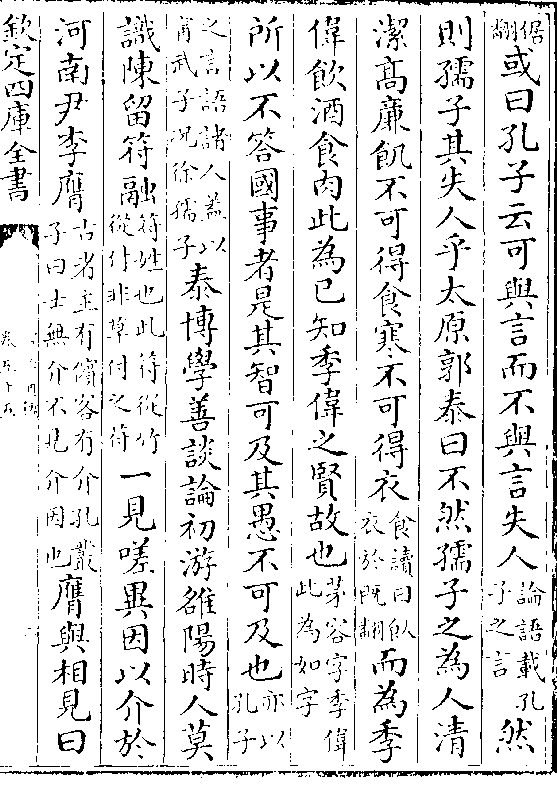 倨翻或曰孔子云可與言而不與言失人論語載孔子之言然
則孺子其失人乎太原郭泰曰不然孺子之為人清
潔髙廉飢不可得食寒不可得衣食讀曰飤衣於既翻而為季
偉飲酒食肉此為已知季偉之賢故也茅容字季偉此為如字
所以不答國事者是其智可及其愚不可及也亦以孔子
之言語諸人蓋以甯武子况徐孺子泰博學善談論初游雒陽時人莫
識陳留符融符姓也此符從竹從付非草付之苻一見嗟異因以介於
河南尹李膺古者主有儐客有介孔叢子曰士無介不見介因也膺與相見曰
欽定四庫全書